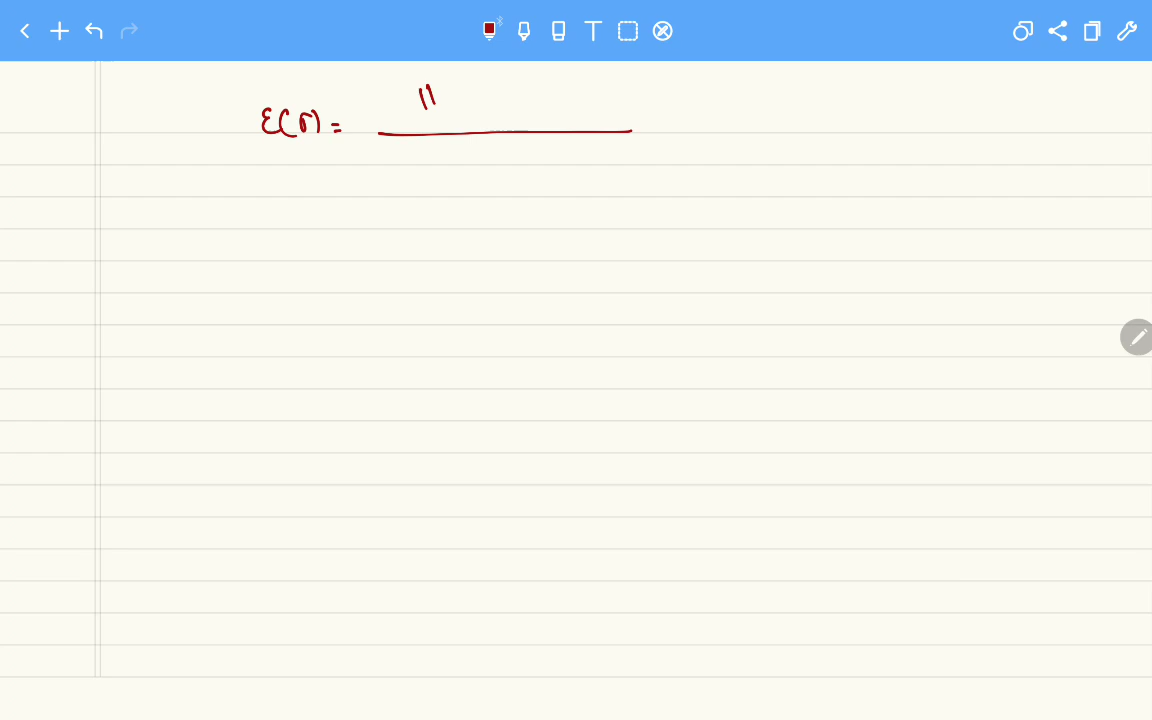 11
ε(r) =